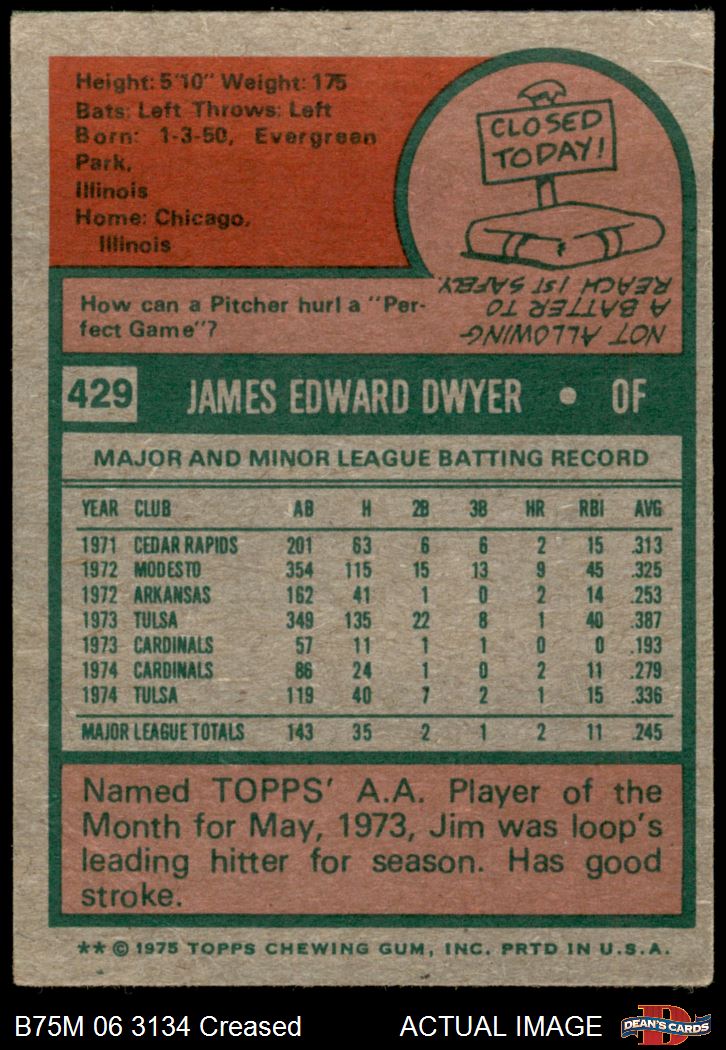 Height: 5'10" Weight: 175
Bats: Left Throws: Left
Born: 1-3-50, Evergreen
Park,
Illinois
Home: Chicago,
Illinois
CLOSED
TODAY!
How can a Pitcher hurl a "Per-
fect Game"?
NOT ALLOWING
A BATTER TO
REACH 1ST SAFELY.
429 JAMES EDWARD DWYER • OF
MAJOR AND MINOR LEAGUE BATTING RECORD
YEAR CLUB AB H 2B 3B HR RBI AVG
1971 CEDAR RAPIDS 201 63 6 6 2 15 .313
1972 MODESTO 354 115 15 13 9 45 .325
1972 ARKANSAS 162 41 1 0 2 14 .253
1973 TULSA 349 135 22 8 1 40 .387
1973 CARDINALS 57 11 1 1 0 0 .193
1974 CARDINALS 86 24 1 0 2 11 .279
1974 TULSA 119 40 7 2 1 15 .336
MAJOR LEAGUE TOTALS 143 35 2 1 2 11 .245
Named TOPPS' A.A. Player of the
Month for May, 1973, Jim was loop's
leading hitter for season. Has good
stroke.
** © 1975 TOPPS CHEWING GUM, INC. PRTD IN U.S.A.
B75M 06 3134 Creased ACTUAL IMAGE
D
DEAN'S CARDS